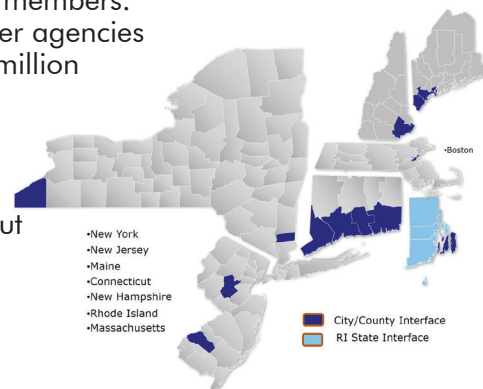 members.
er agencies
million
ut
•Boston
•New York
•New Jersey
•Maine
•Connecticut
•New Hampshire
•Rhode Island
•Massachusetts
City/County Interface
RI State Interface